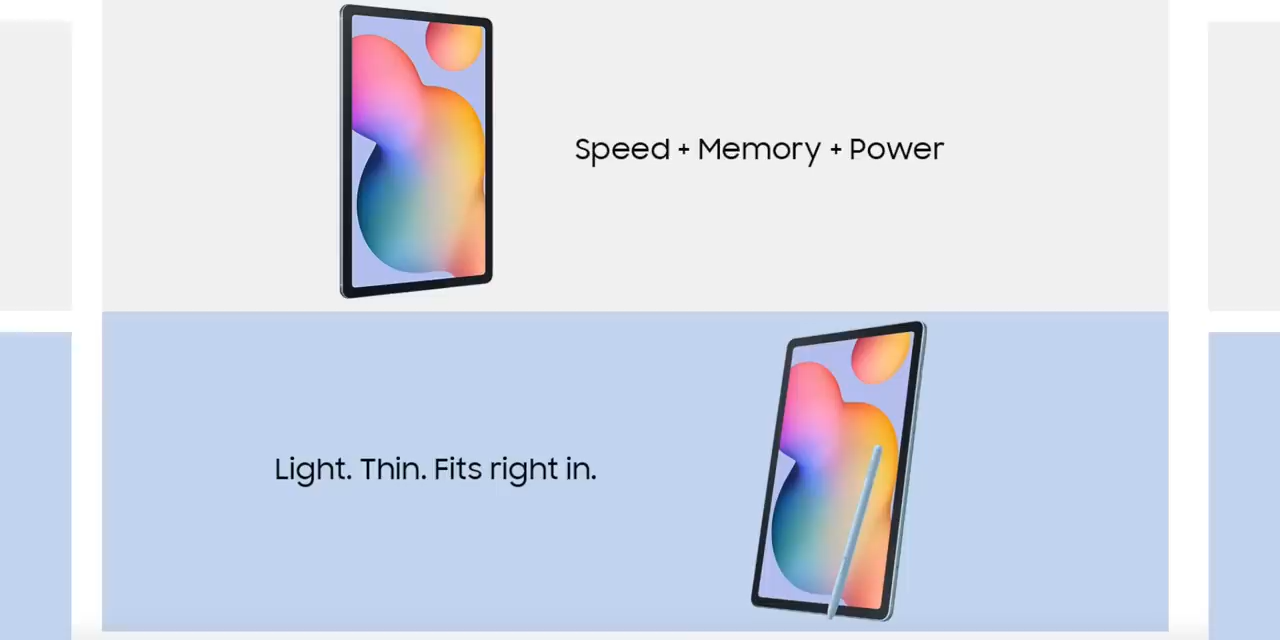 Speed + Memory + Power
Light. Thin. Fits right in.